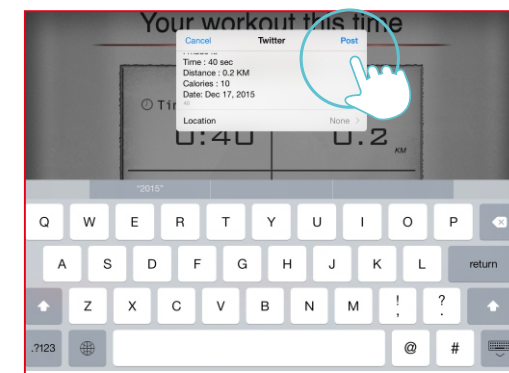 Your workout this time
Cancel Twitter Post
Time : 40 sec
Distance : 0.2 KM
Calories : 10
Date: Dec 17, 2015
Location None >
Tim
0:40 0.2 KM
"2015"
Q W E R T Y U I O P
A S D F G H J K L return
Z X C V B N M ! , ? .
.?123 @ #